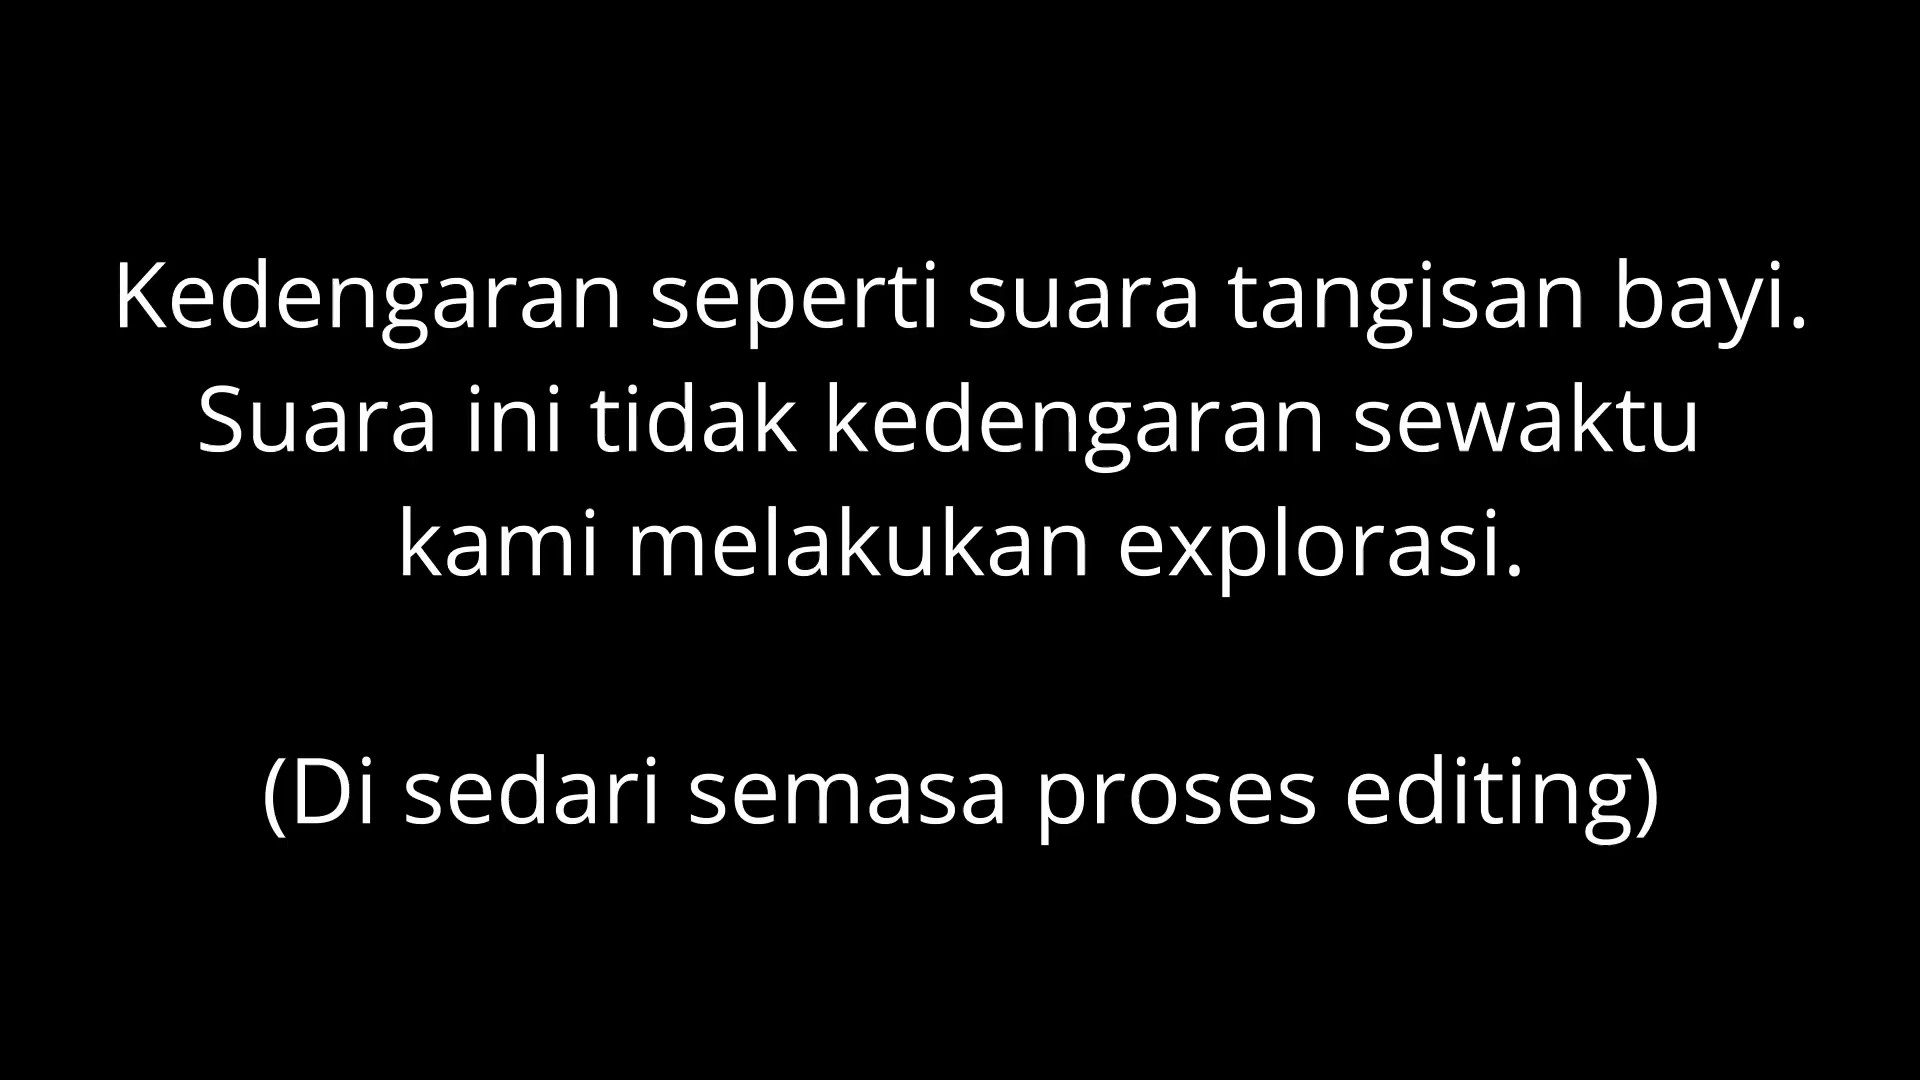 Kedengaran seperti suara tangisan bayi.
Suara ini tidak kedengaran sewaktu
kami melakukan explorasi.
(Di sedari semasa proses editing)